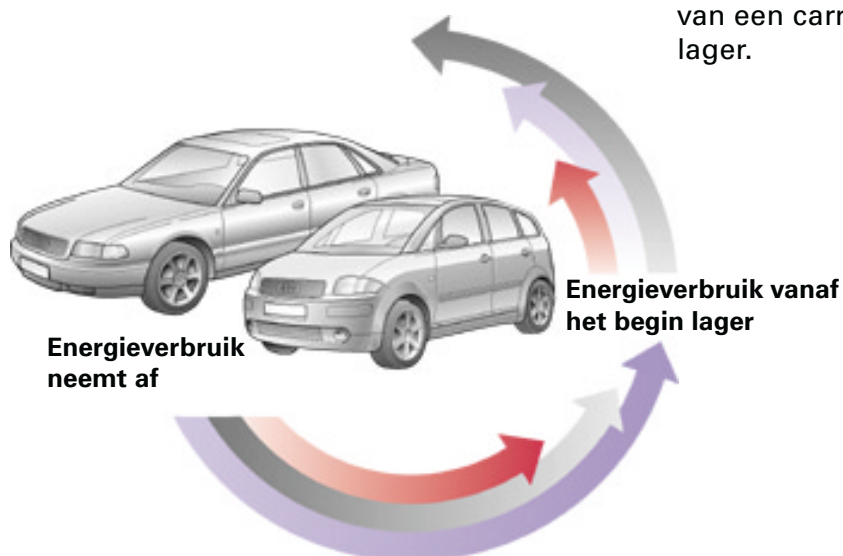 van een carr
lager.
Energieverbruik vanaf
het begin lager
Energieverbruik
neemt af